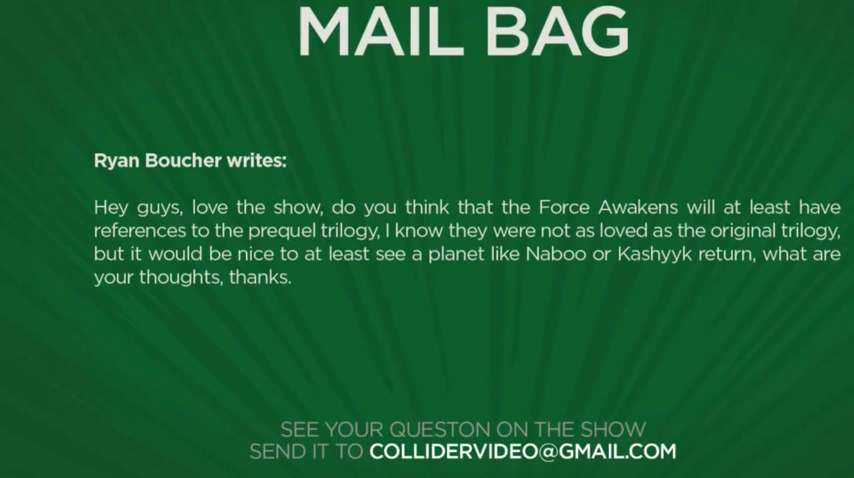 MAIL BAG
Ryan Boucher writes:
Hey guys, love the show, do you think that the Force Awakens will at least have
references to the prequel trilogy, I know they were not as loved as the original trilogy,
but it would be nice to at least see a planet like Naboo or Kashyyk return, what are
your thoughts, thanks.
SEE YOUR QUESTON ON THE SHOW
SEND IT TO COLLIDERVIDEO@GMAIL.COM